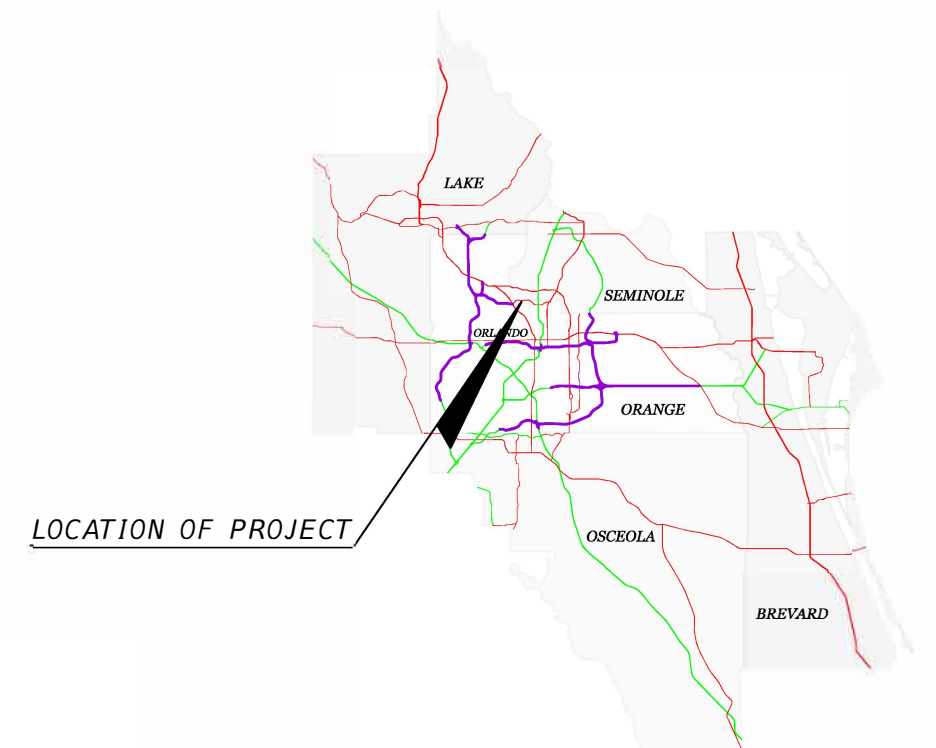 LAKE
SEMINOLE
ORLANDO
ORANGE
LOCATION OF PROJECT
OSCEOLA
BREVARD